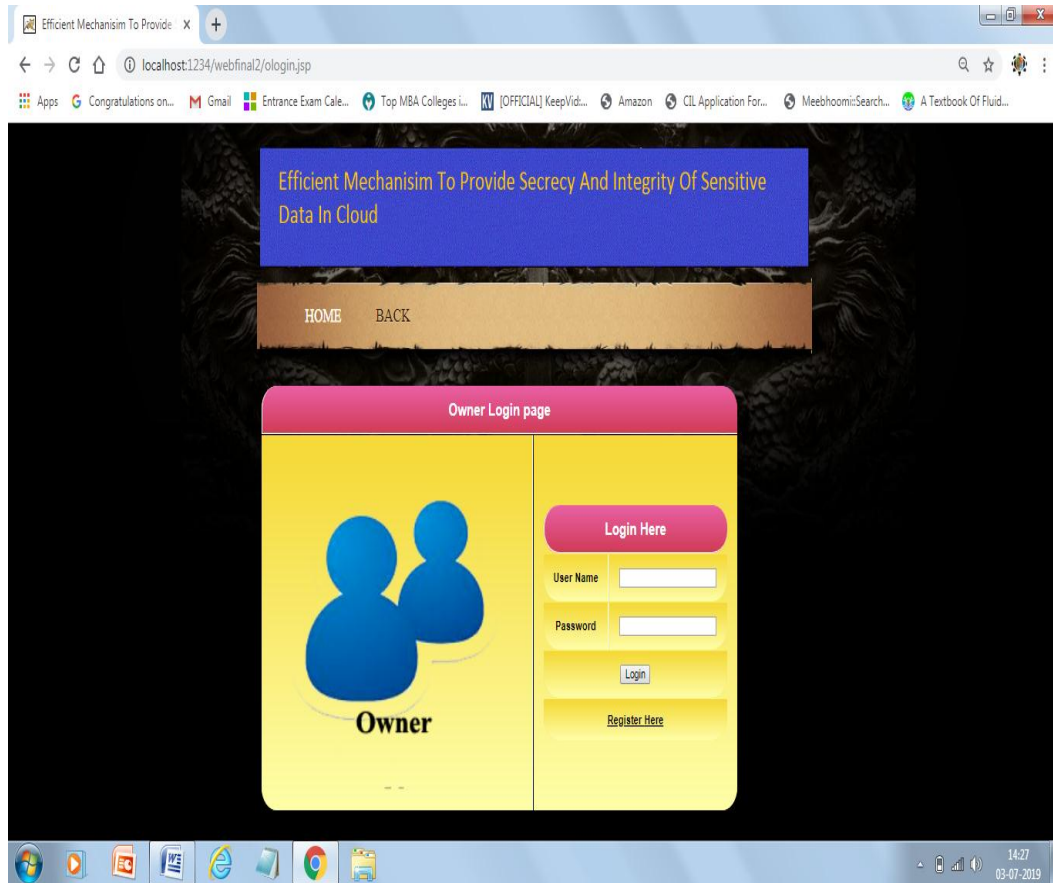 Efficient Mechanisim To Provide
localhost:1234/webfinal2/ologin.jsp
Apps Congratulations on... Gmail Entrance Exam Cale... Top MBA Colleges i... KV [OFFICIAL] KeepVid:... Amazon CIL Application For... Meebhoomi::Search... A Textbook Of Fluid...
Efficient Mechanisim To Provide Secrecy And Integrity Of Sensitive
Data In Cloud
HOME BACK
Owner Login page
Login Here
User Name
Password
Login
Register Here
Owner
14:27
03-07-2019